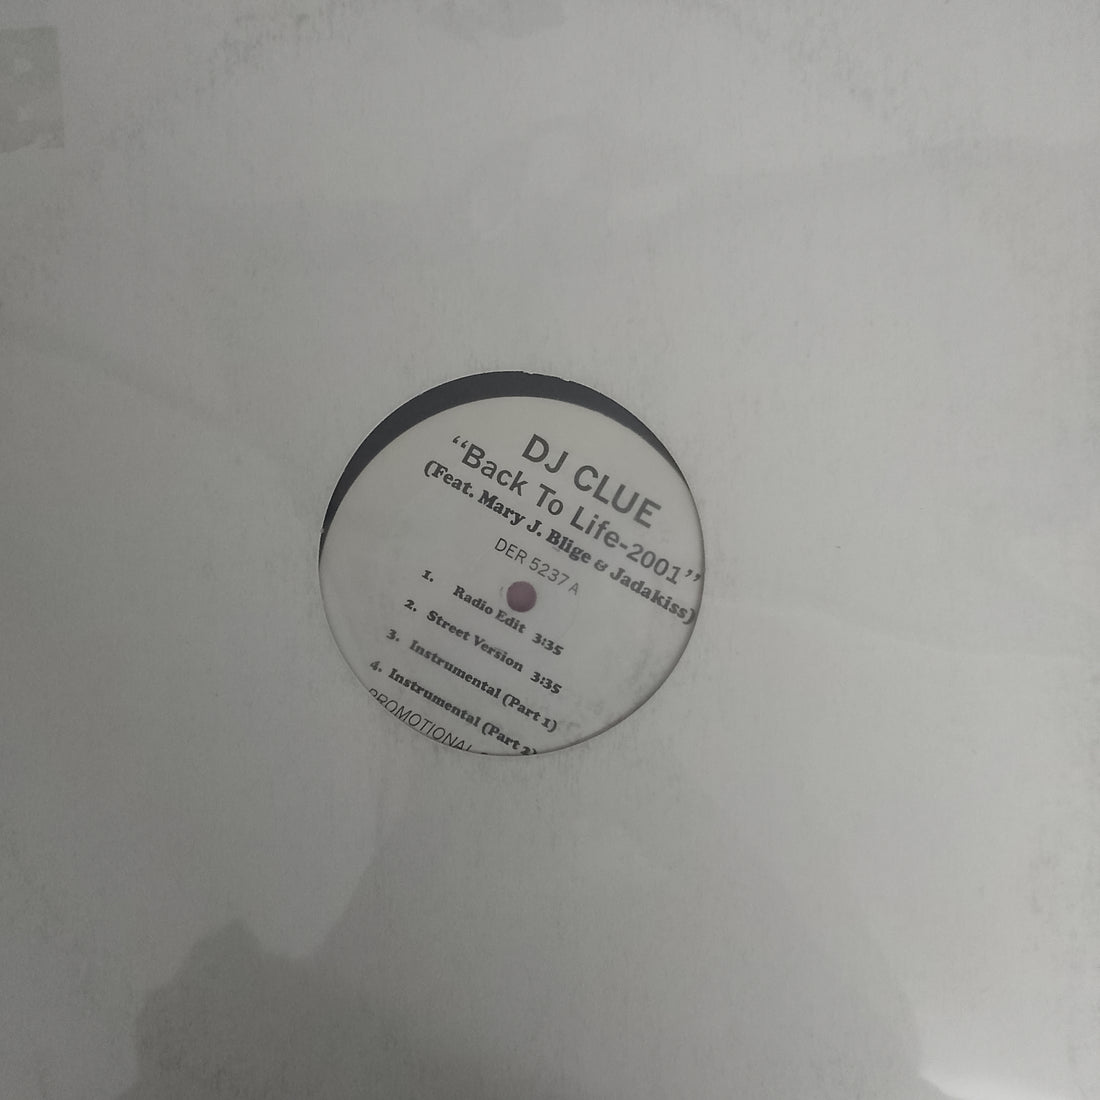 DJ CLUE
“Back To Life-2001”
(Feat. Mary J. Blige & Jadakiss)
DER 5237 A
1. Radio Edit 3:35
2. Street Version 3:35
3. Instrumental (Part 1)
4. Instrumental (Part 2)
PROMOTIONAL